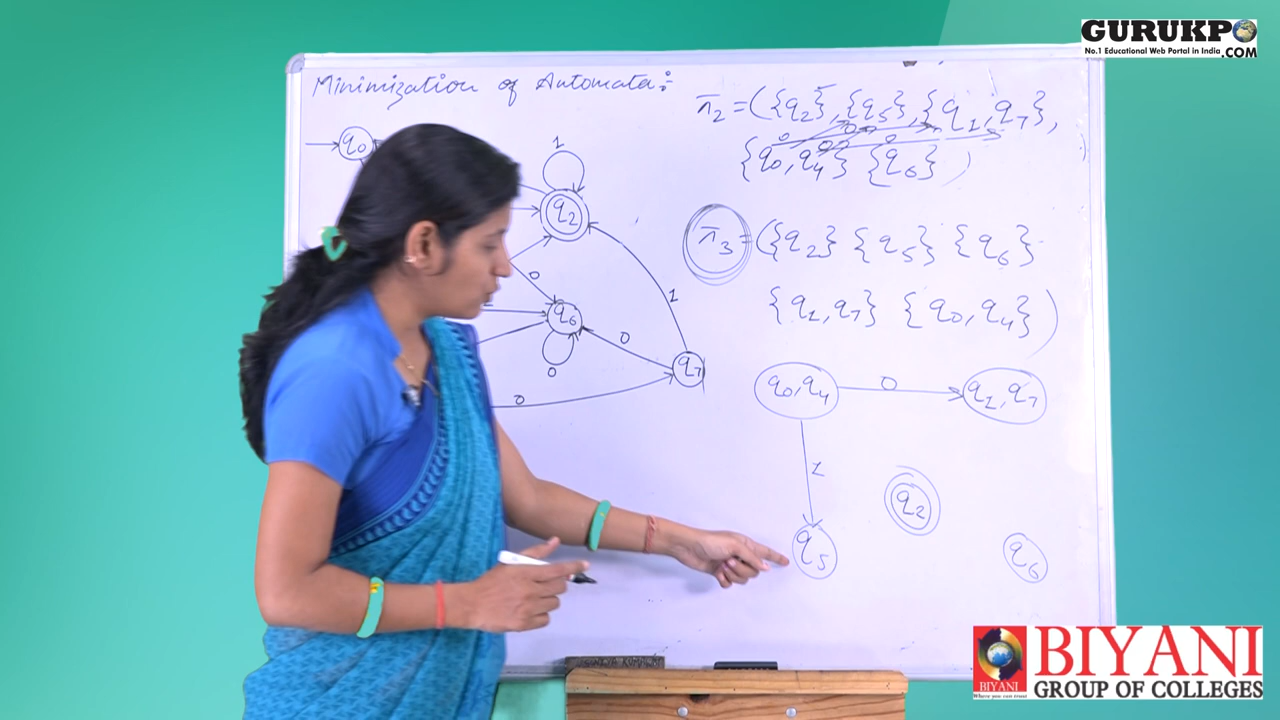 GURUKPO
No.1 Educational Web Portal in India .COM
Minimization of Automata:
π2 = ({q2}, {q5}, {q1, q7},
{q0, q4} {q6})
π3 = ({q2} {q5} {q6}
{q1, q7} {q0, q4})
q0
1
q2
0
q6
0
0
1
q7
0
q0, q4
0
q1, q7
1
q2
q5
q6
BIYANI
BIYANI
GROUP OF COLLEGES